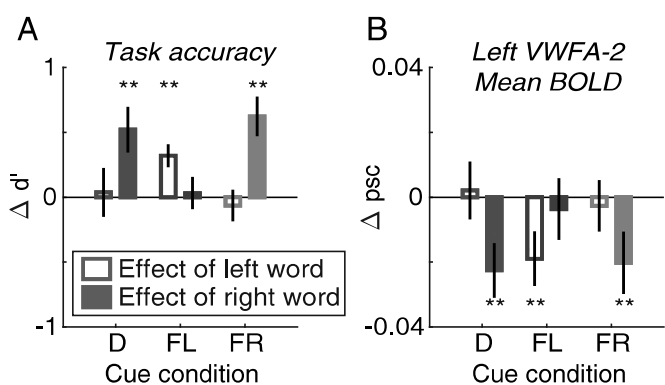 A
Task accuracy
1
** ** **
0
Δ d'
Effect of left word
Effect of right word
-1
D FL FR
Cue condition
B
Left VWFA-2
Mean BOLD
0.04
0
Δ psc
** ** **
-0.04
D FL FR
Cue condition